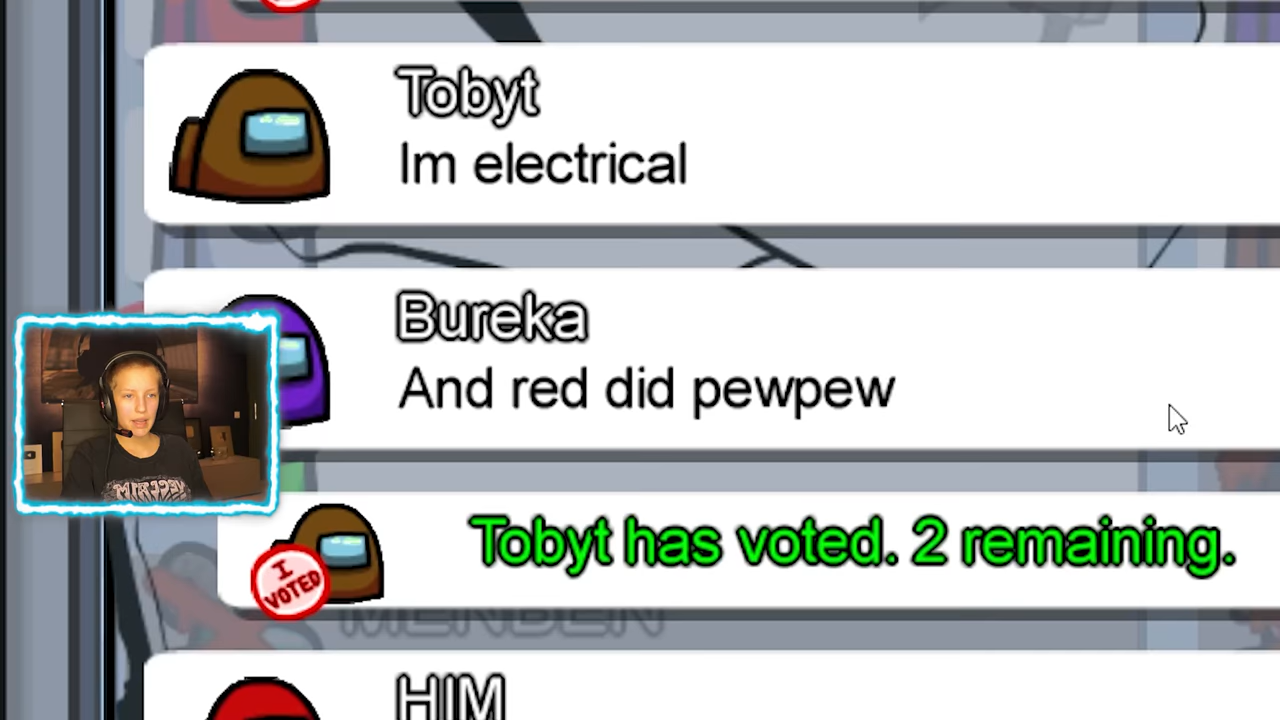 Tobyt
Im electrical
Bureka
And red did pewpew
I VOTED
Tobyt has voted. 2 remaining.
HIM